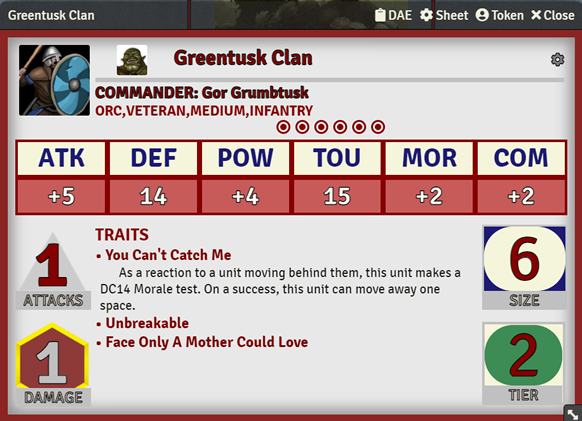 Greentusk Clan
DAE Sheet Token Close
Greentusk Clan
COMMANDER: Gor Grumbtusk
ORC,VETERAN,MEDIUM,INFANTRY
ATK DEF POW TOU MOR COM
+5 14 +4 15 +2 +2
1
ATTACKS
TRAITS
• You Can't Catch Me
As a reaction to a unit moving behind them, this unit makes a
DC14 Morale test. On a success, this unit can move away one
space.
• Unbreakable
• Face Only A Mother Could Love
6
SIZE
1
DAMAGE
2
TIER